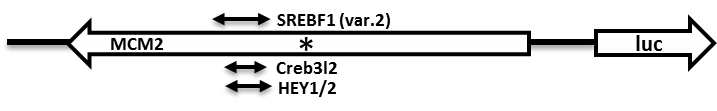 SREBF1 (var.2)
MCM2 * luc
Creb3l2
HEY1/2